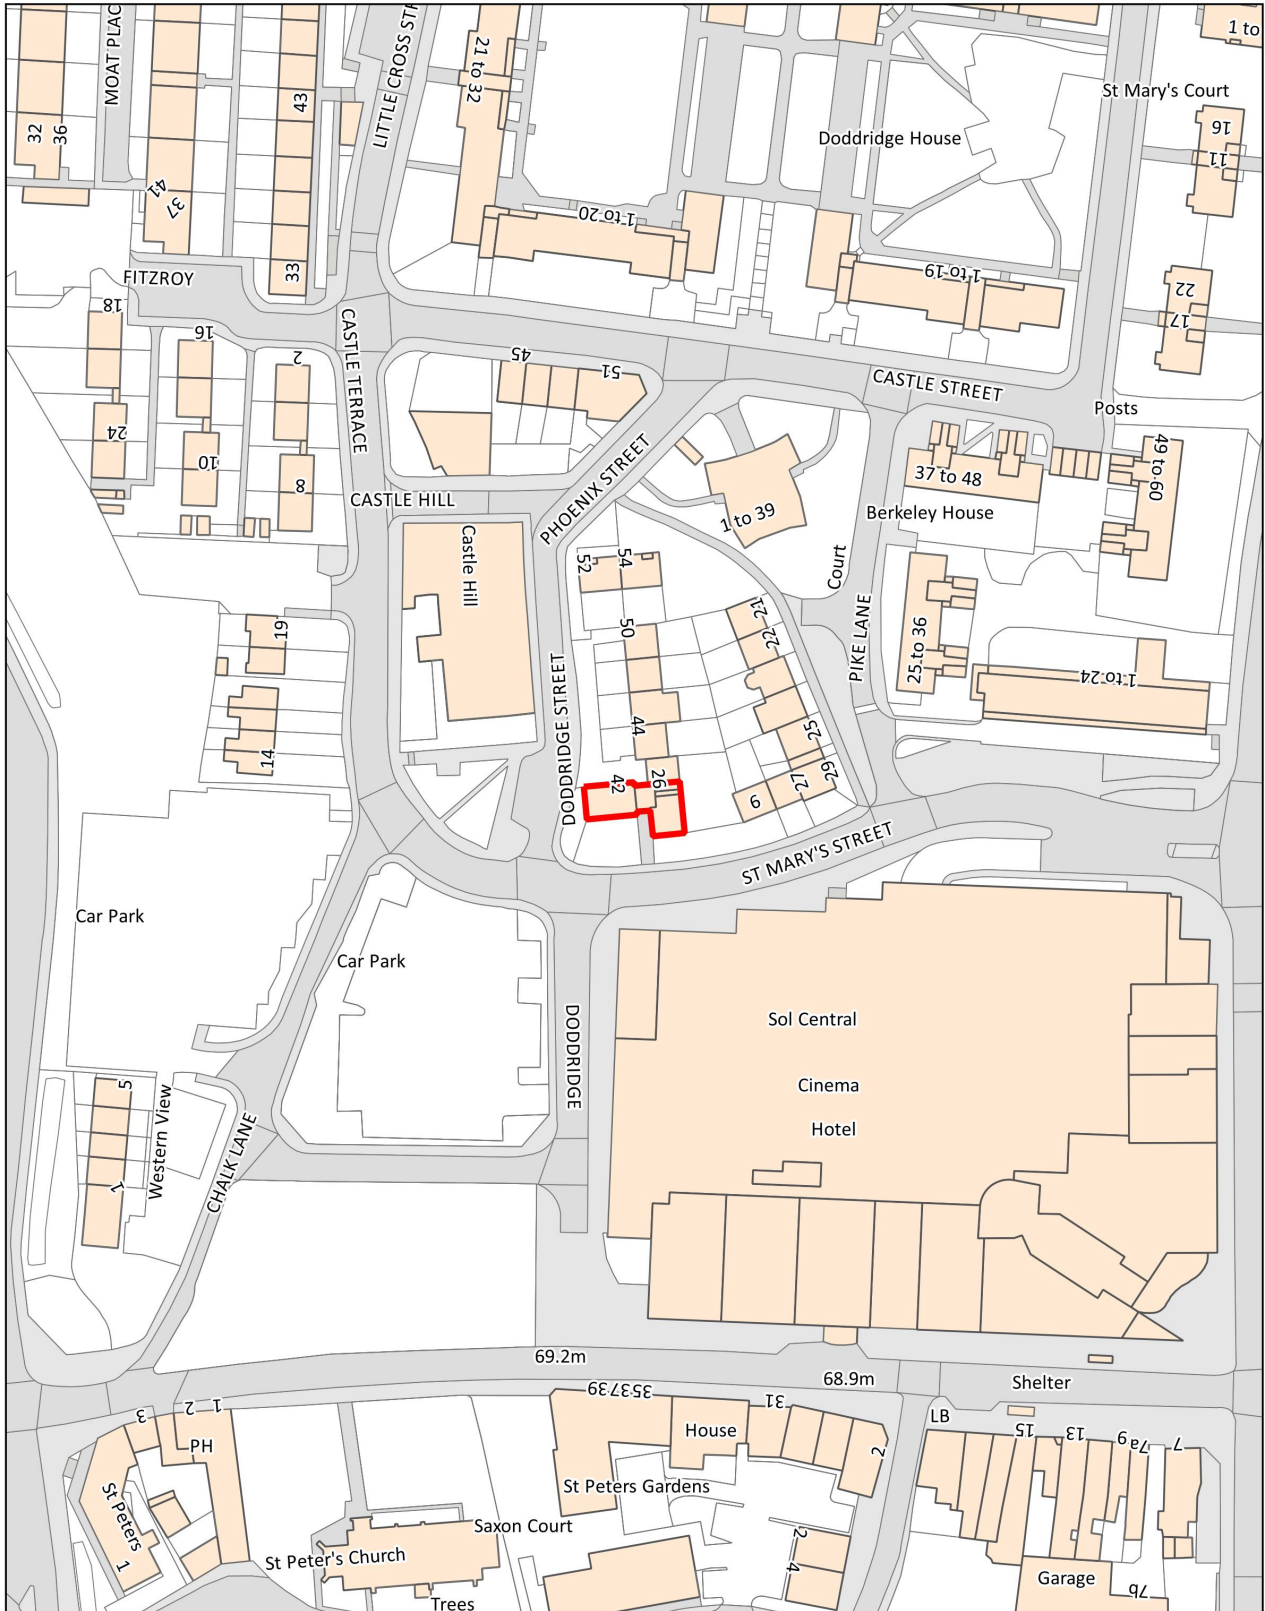 MOAT PLAC
LITTLE CROSS STR
21 to 32
1 to
St Mary's Court
Doddridge House
16
11
43
32
36
41
37
1 to 20
33
1 to 19
22
17
FITZROY
18
16
2
CASTLE TERRACE
45
51
CASTLE STREET
Posts
24
10
8
CASTLE HILL
PHOENIX STREET
1 to 39
37 to 48
49 to 60
Berkeley House
Castle Hill
Court
52
54
50
21
22
PIKE LANE
25 to 36
1 to 24
19
14
DODDRIDGE STREET
44
42
26
25
29
27
6
ST MARY'S STREET
Car Park
Car Park
DODDRIDGE
Sol Central
Cinema
Hotel
5
Western View
1
CHALK LANE
69.2m
68.9m
Shelter
3
2
1
PH
353739
31
House
2
LB
15
13
7a9
7
St Peters
1
St Peters Gardens
Saxon Court
St Peter's Church
Trees
2
4
Garage
7b